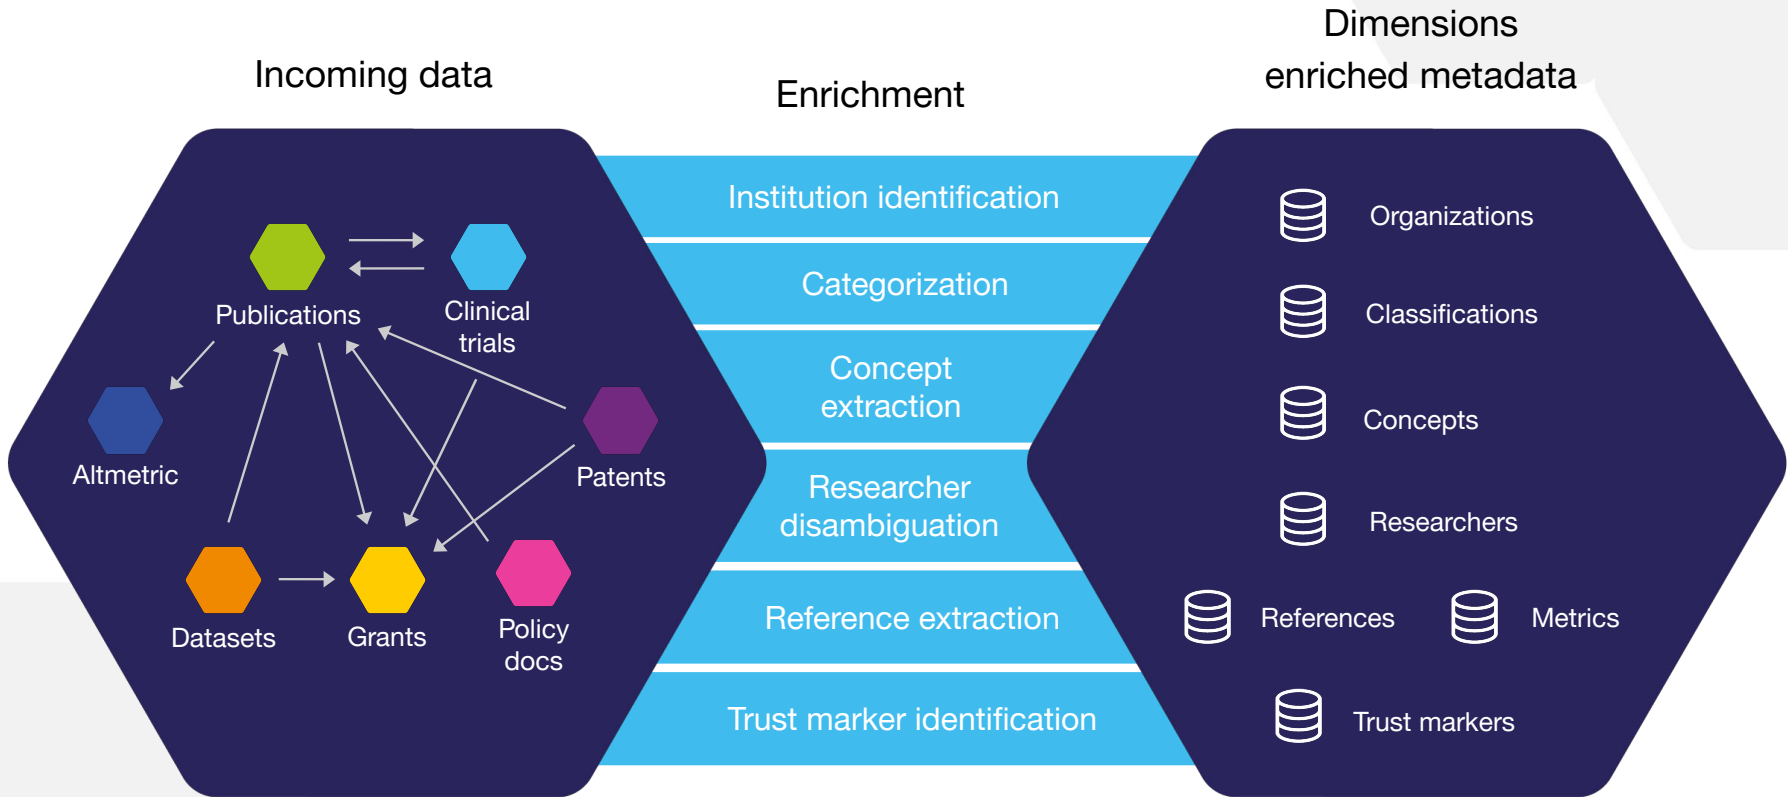 Incoming data
Publications
Clinical
trials
Altmetric
Patents
Datasets
Grants
Policy
docs
Enrichment
Institution identification
Categorization
Concept
extraction
Researcher
disambiguation
Reference extraction
Trust marker identification
Dimensions
enriched metadata
Organizations
Classifications
Concepts
Researchers
References
Metrics
Trust markers